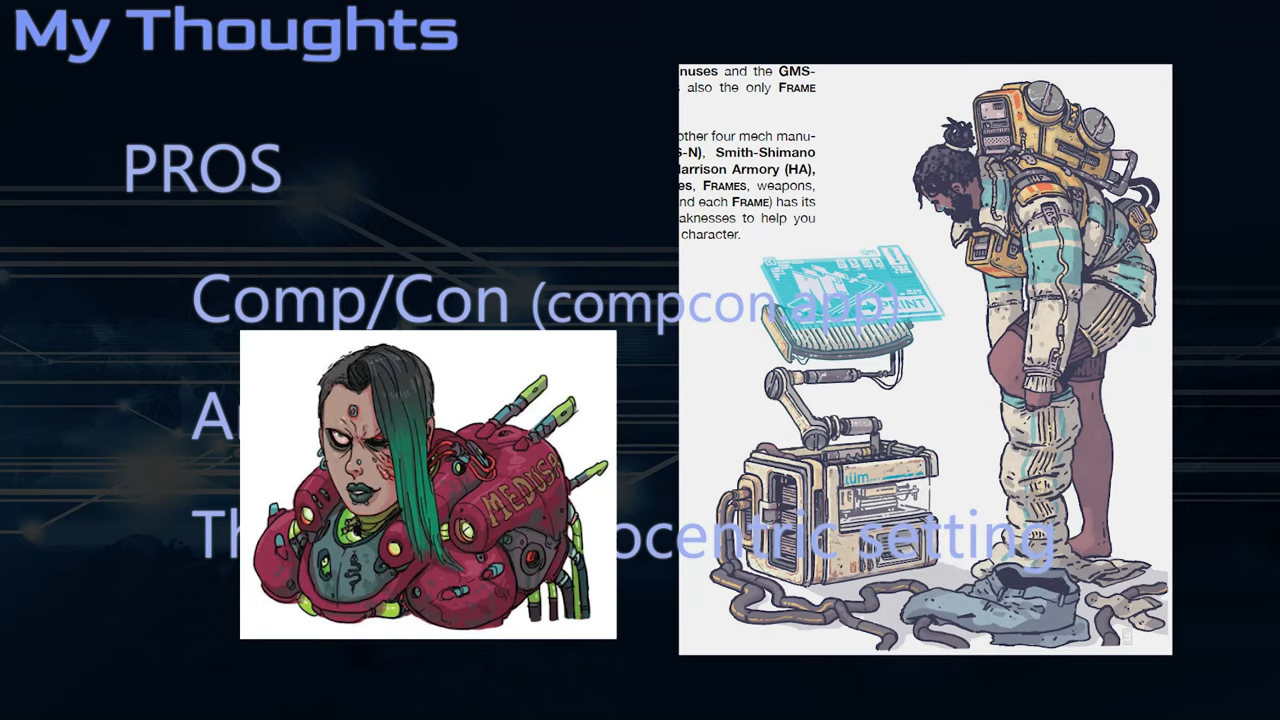 My Thoughts
PROS
Comp/Con (compcon app)
nuses and the GMS-
also the only FRAME
other four mech manu-
S-N), Smith-Shimano
Harrison Armory (HA),
es, FRAMES, weapons,
nd each FRAME) has its
aknesses to help you
character.
PRINT
MEDUSA
ocentric setting